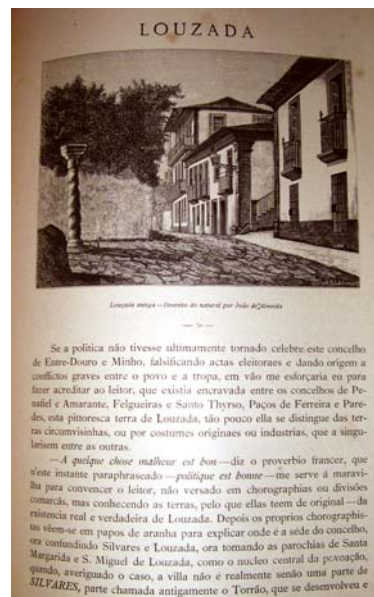 LOUZADA
Louzada antiga — Desenho do natural por João de Almeida
Se a politica não tivesse ultimamente tornado celebre este concelho
de Entre-Douro e Minho, falsificando actas eleitoraes e dando origem a
conflictos graves entre o povo e a tropa, em vão me esforçaria eu para
fazer acreditar ao leitor, que existia encravada entre os concelhos de Pe-
nafiel e Amarante, Felgueiras e Santo Thyrso, Paços de Ferreira e Pare-
des, esta pittoresca terra de Louzada, tão pouco ella se distingue das ter-
ras circumvisinhas, ou por costumes originaes ou industrias, que a singu-
larisem entre as outras.
—A quelque chose malheur est bon—diz o proverbio francez, que
n'este instante paraphraseado—politique est bonne—me serve á maravi-
lha para convencer o leitor, não versado em chorographias ou divisões
comarcãs, mas conhecendo as terras, pelo que ellas teem de original—da
existencia real e verdadeira de Louzada. Depois os proprios chorographis-
tas vêem-se em papos de aranha para explicar onde é a séde do concelho,
ora confundindo Silvares e Louzada, ora tomando as parochias de Santa
Margarida e S. Miguel de Louzada, como o nucleo central da povoação,
quando, averiguado o caso, a villa não é realmente senão uma parte de
SILVARES, parte chamada antigamente o Torrão, que se desenvolveu e